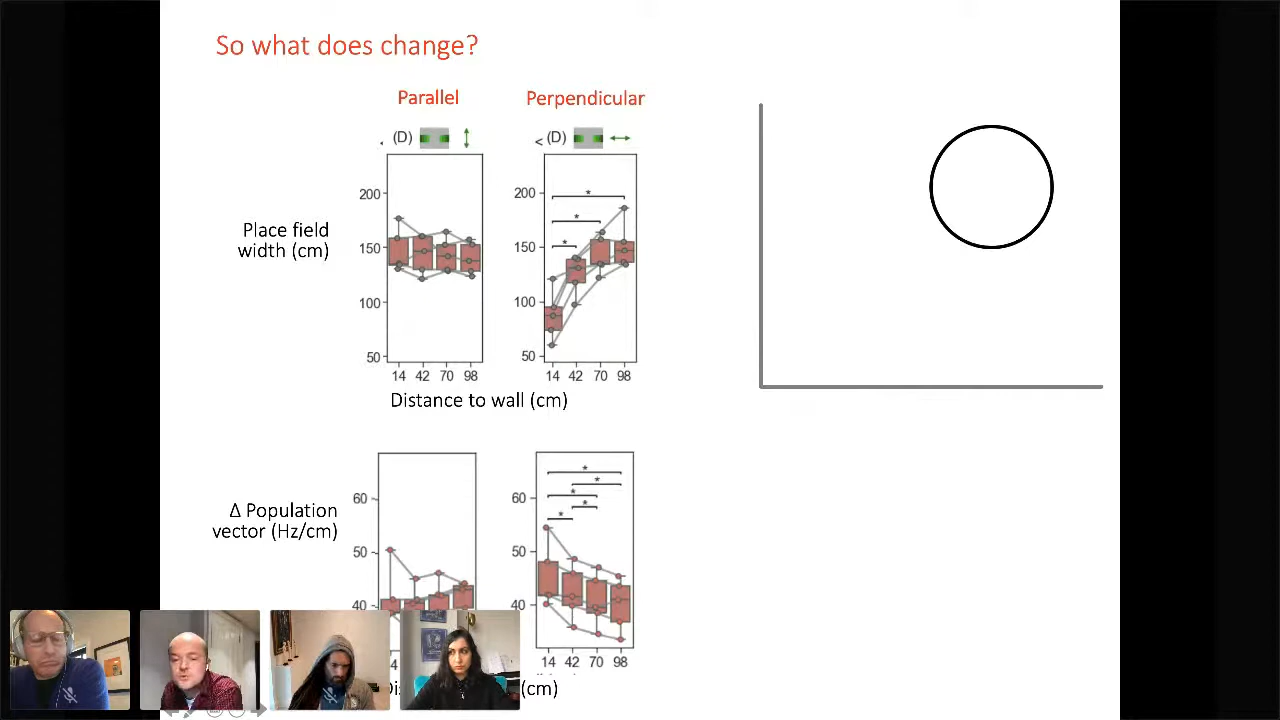 So what does change?
Parallel
Perpendicular
(D)
< (D)
Place field
width (cm)
200
150
100
50
14 42 70 98
200
150
100
50
14 42 70 98
Distance to wall (cm)
* * *
Δ Population
vector (Hz/cm)
60
50
40
60
50
40
* * * * *
14 42 70 98
(cm)